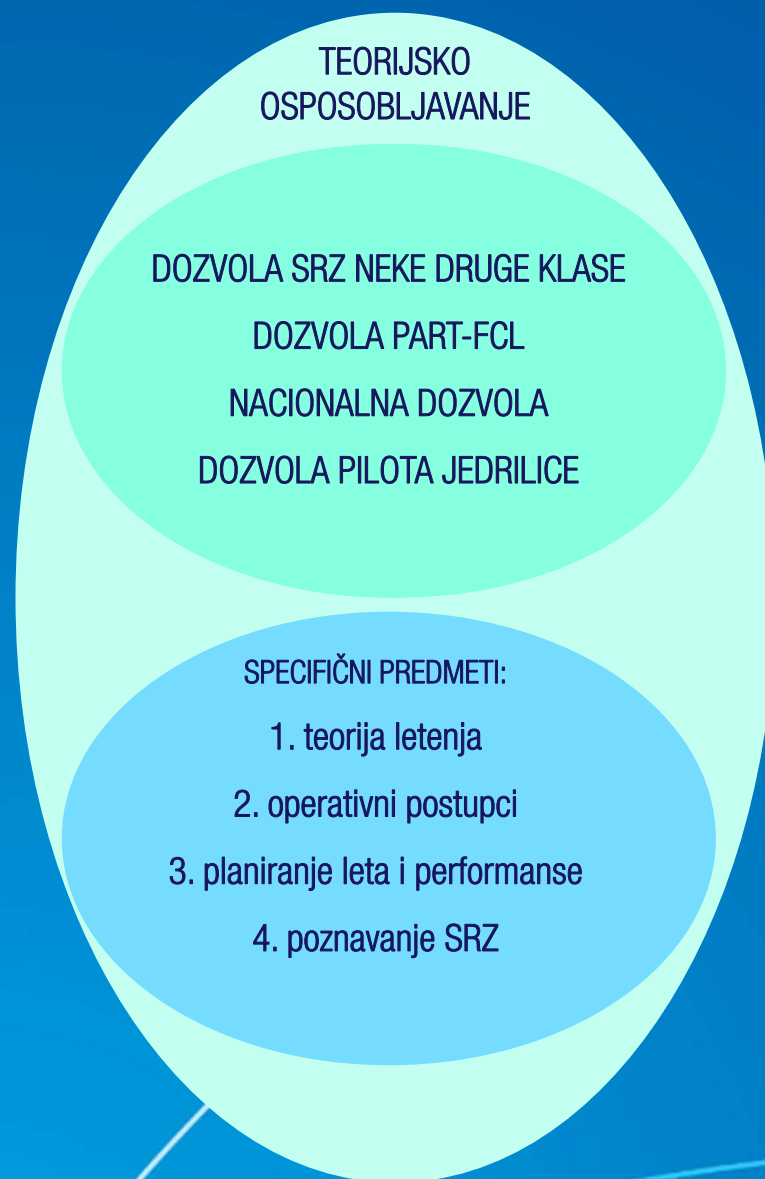 TEORIJSKO
OSPOSOBLJAVANJE
DOZVOLA SRZ NEKE DRUGE KLASE
DOZVOLA PART-FCL
NACIONALNA DOZVOLA
DOZVOLA PILOTA JEDRILICE
SPECIFIČNI PREDMETI:
1. teorija letenja
2. operativni postupci
3. planiranje leta i performanse
4. poznavanje SRZ